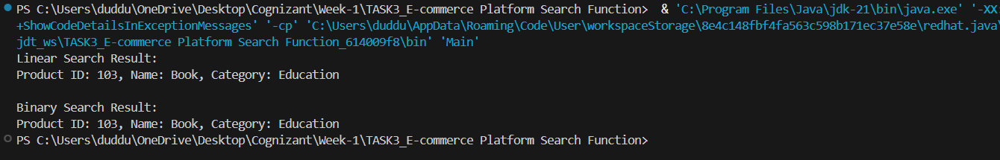 PS C:\Users\duddu\OneDrive\Desktop\Cognizant\Week-1\TASK3_E-commerce Platform Search Function>  & 'C:\Program Files\Java\jdk-21\bin\java.exe' '-XX:
+ShowCodeDetailsInExceptionMessages' '-cp' 'C:\Users\duddu\AppData\Roaming\Code\User\workspaceStorage\8e4c148fbf4fa563c598b171ec37e58e\redhat.java\
jdt_ws\TASK3_E-commerce Platform Search Function_614009f8\bin' 'Main'
Linear Search Result:
Product ID: 103, Name: Book, Category: Education

Binary Search Result:
Product ID: 103, Name: Book, Category: Education
PS C:\Users\duddu\OneDrive\Desktop\Cognizant\Week-1\TASK3_E-commerce Platform Search Function>